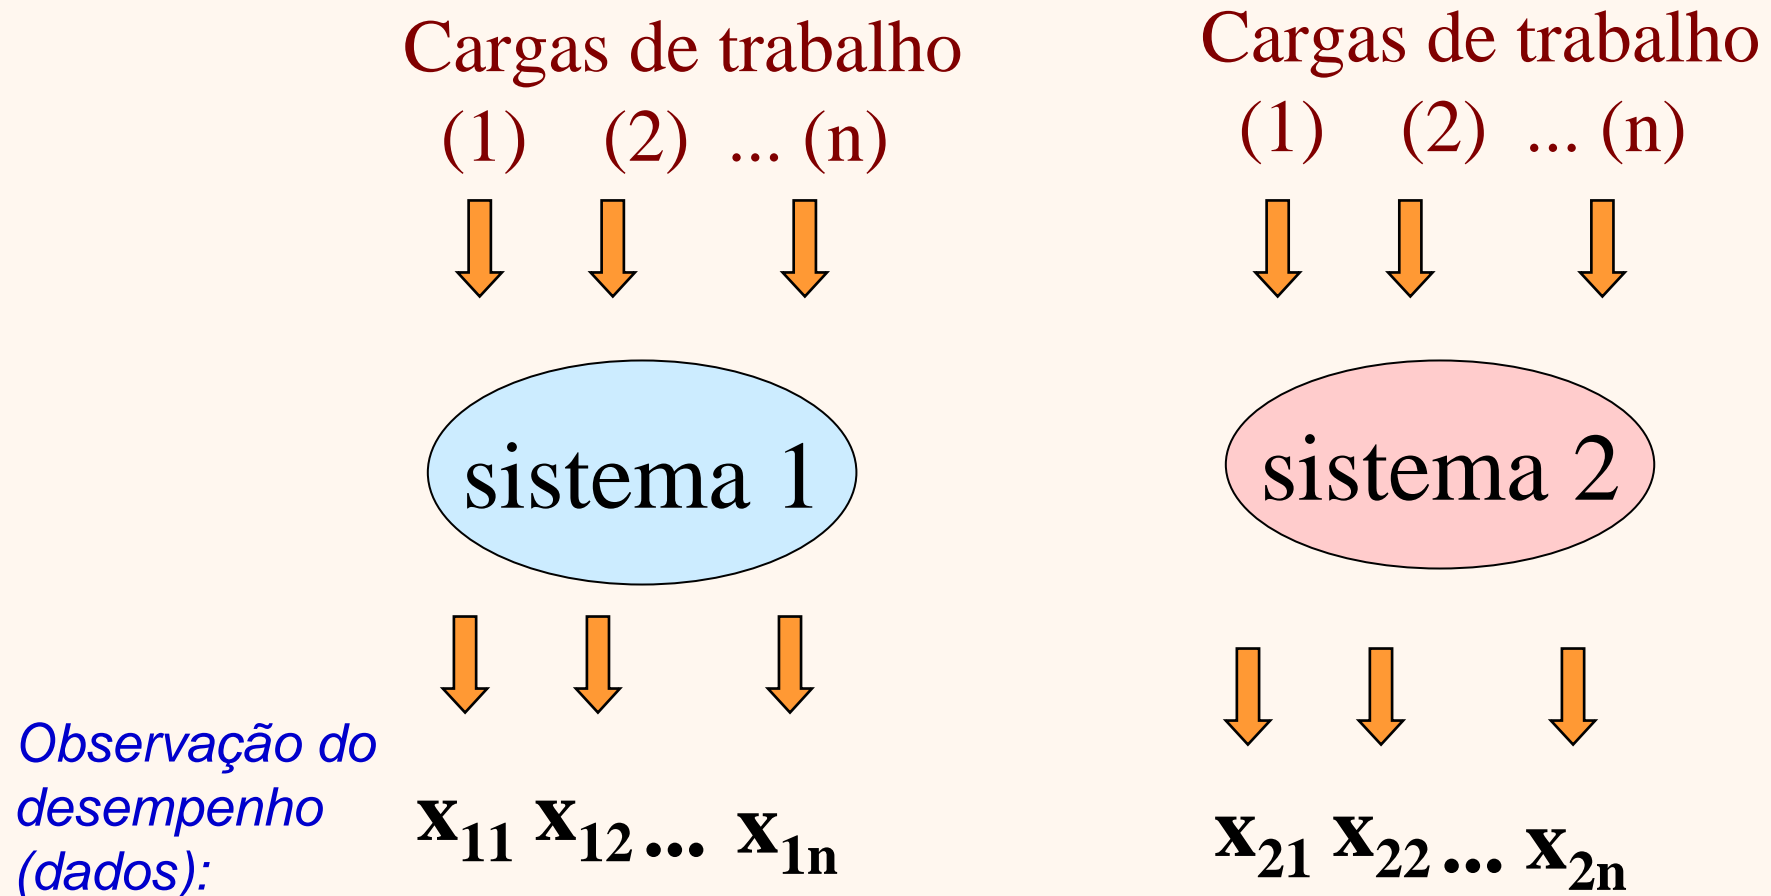 Cargas de trabalho
(1) (2) ... (n)
sistema 1
x11 x12 ... x1n
Cargas de trabalho
(1) (2) ... (n)
sistema 2
x21 x22 ... x2n
Observação do
desempenho
(dados):